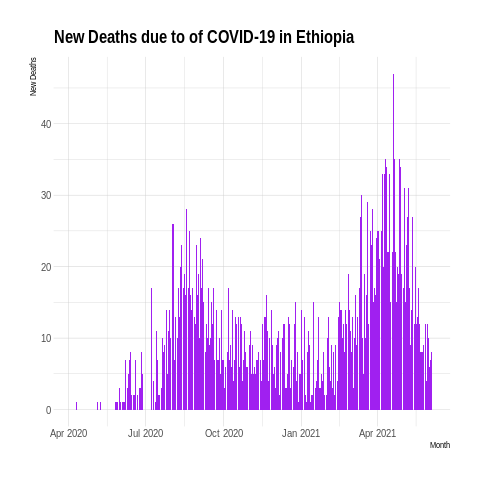 New Deaths due to of COVID-19 in Ethiopia
New Deaths
40
30
20
10
0
Apr 2020 Jul 2020 Oct 2020 Jan 2021 Apr 2021
Month